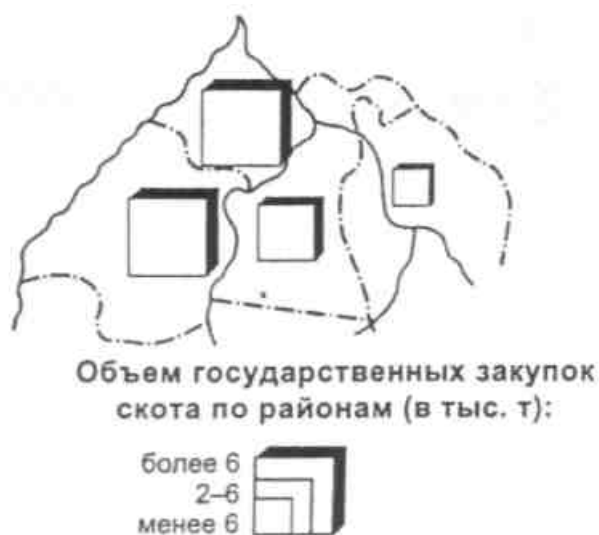 Объем государственных закупок
скота по районам (в тыс. т):
более 6
2–6
менее 6